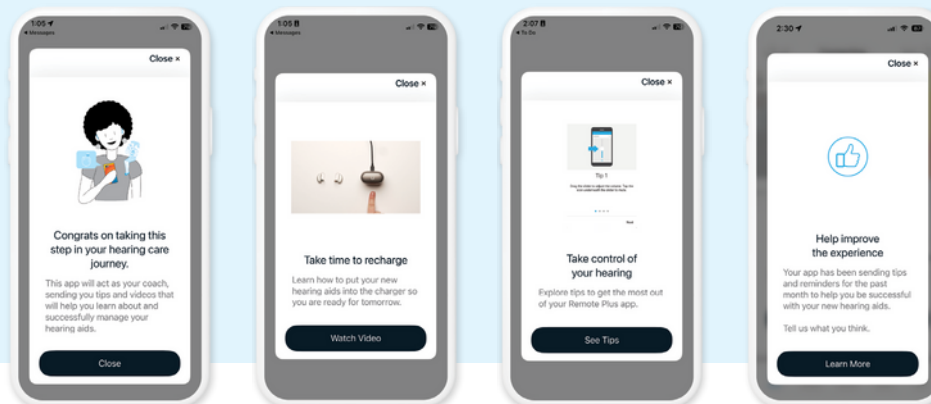 1:05
Messages
Close ×
Congrats on taking this
step in your hearing care
journey.
This app will act as your coach,
sending you tips and videos that
will help you learn about and
successfully manage your
hearing aids.
Close
1:05
Messages
Close ×
Take time to recharge
Learn how to put your new
hearing aids into the charger so
you are ready for tomorrow.
Watch Video
2:07
To Do
Close ×
Tip 1
Next
Take control of
your hearing
Explore tips to get the most out
of your Remote Plus app.
See Tips
2:30
67
Close ×
Help improve
the experience
Your app has been sending tips
and reminders for the past
month to help you be successful
with your new hearing aids.
Tell us what you think.
Learn More